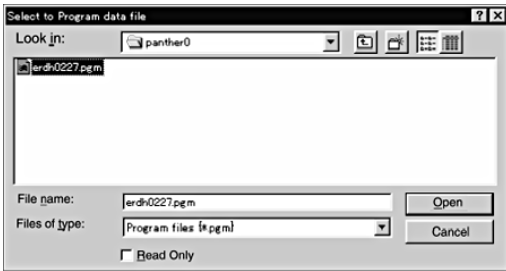 Select to Program data file
Look in:
panther0
erdh0227.pgm
File name:
erdh0227.pgm
Open
Files of type:
Program files (*.pgm)
Cancel
Read Only